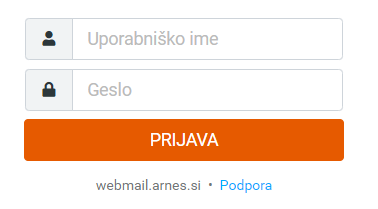 Uporabniško ime
Geslo
PRIJAVA
webmail.arnes.si • Podpora